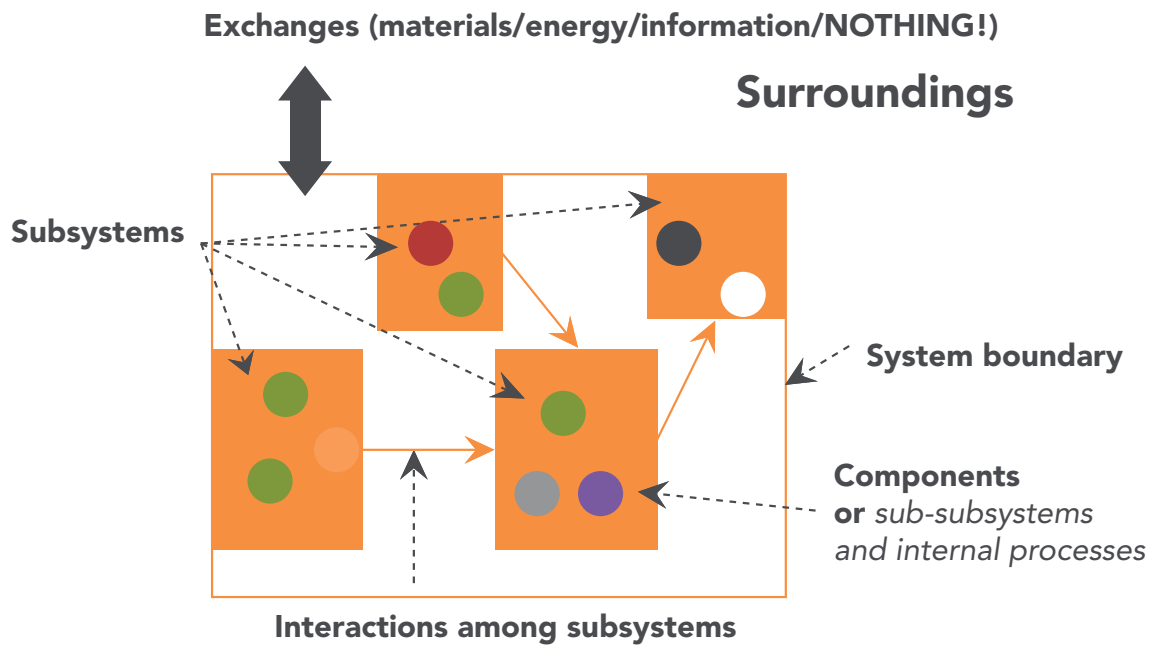 Exchanges (materials/energy/information/NOTHING!)
Surroundings
Subsystems
System boundary
Components
or sub-subsystems
and internal processes
Interactions among subsystems